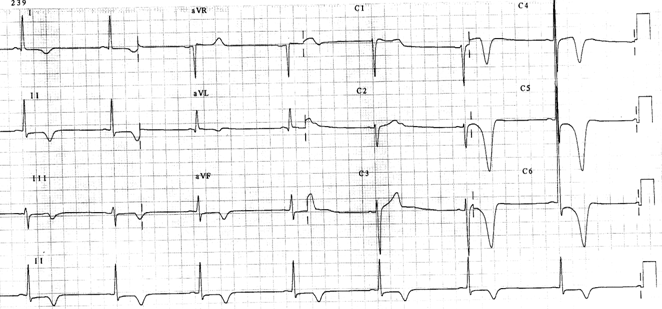 239
I aVR C1 C4
II aVL C2 C5
III aVF C3 C6
II